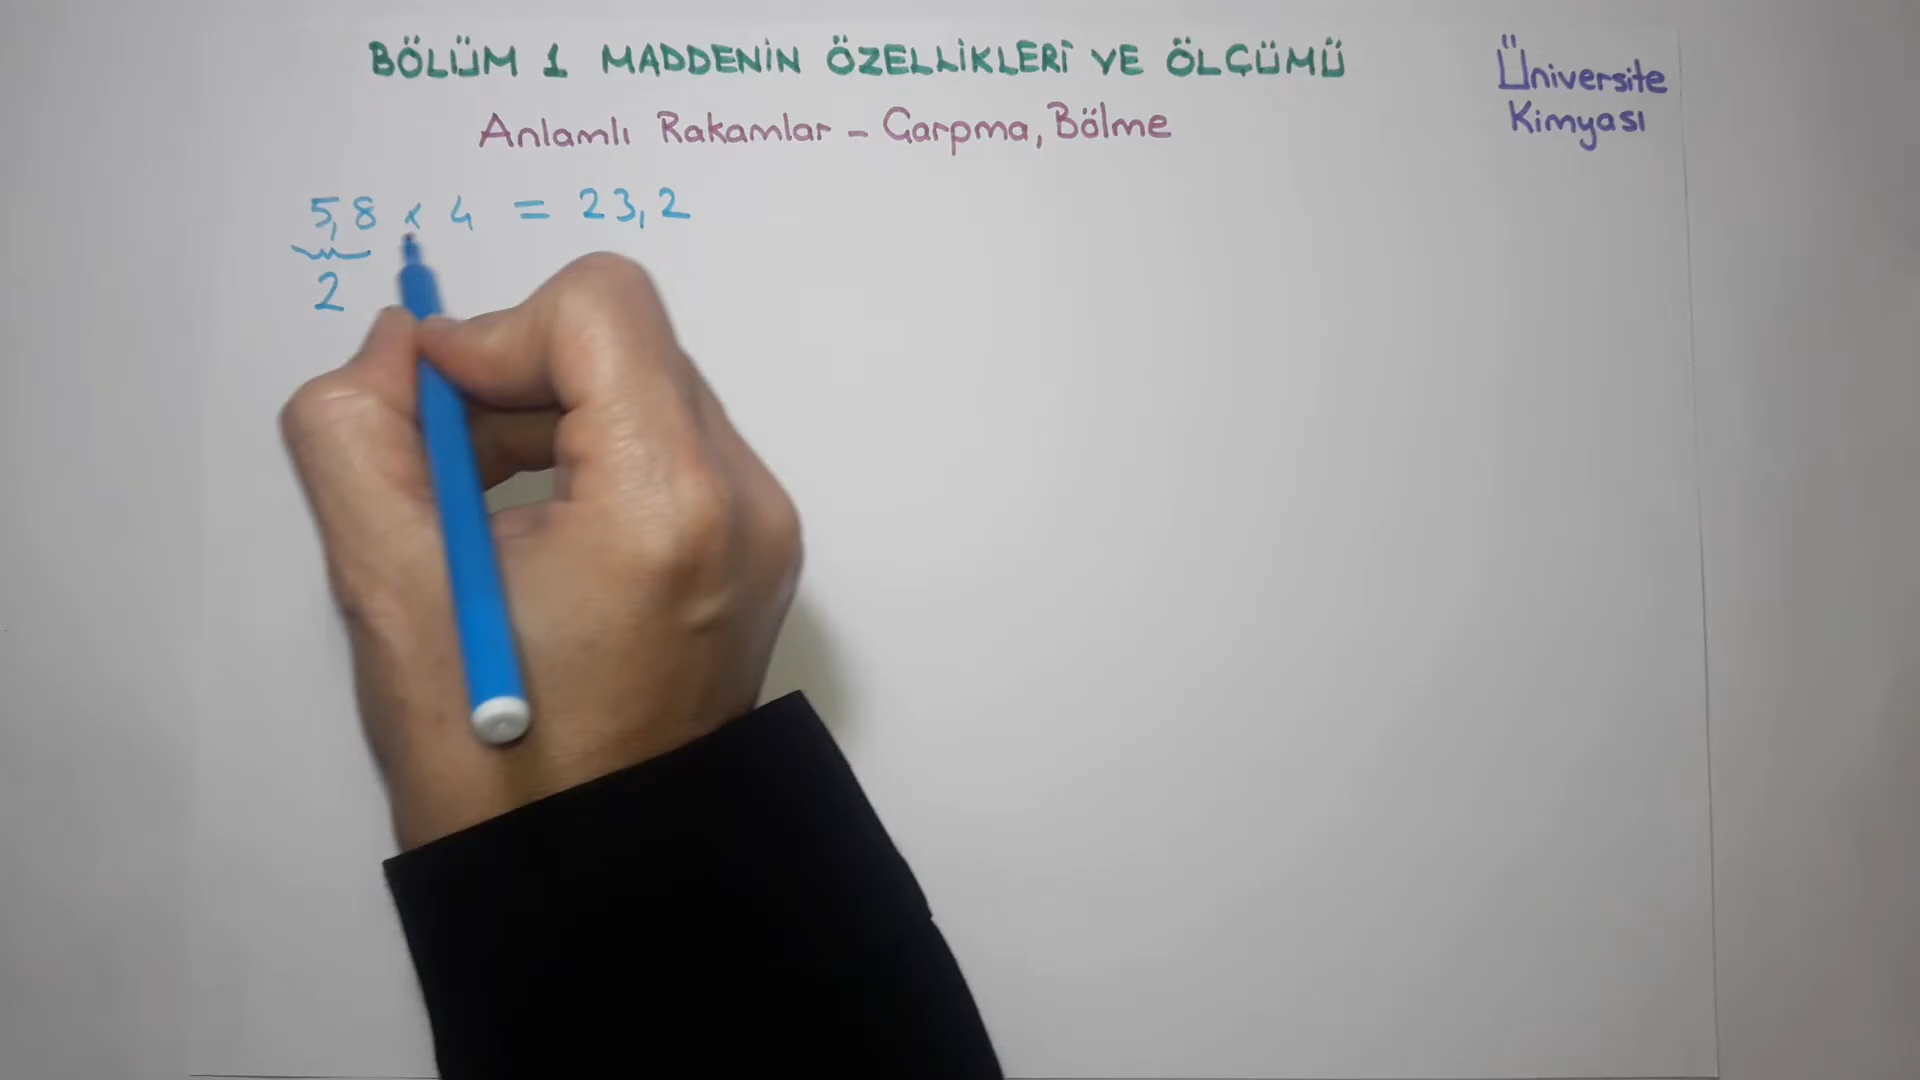 BÖLÜM 1 MADDENİN ÖZELLİKLERİ VE ÖLÇÜMÜ
Üniversite
Kimyası
Anlamlı Rakamlar - Çarpma, Bölme
5,8 x 4 = 23,2
2